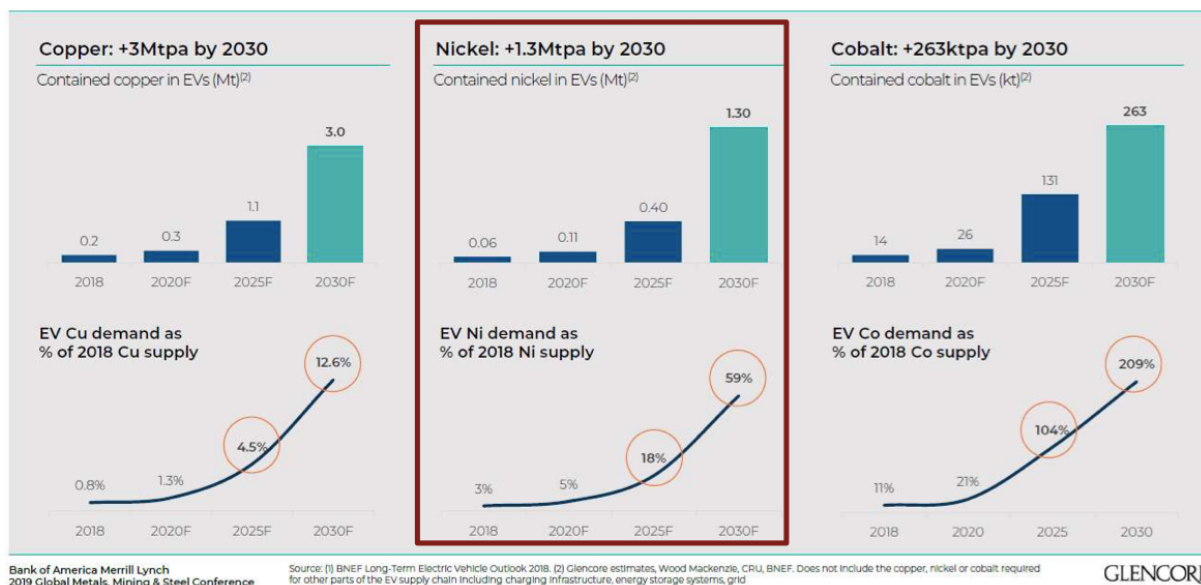 Copper: +3Mtpa by 2030
Contained copper in EVs (Mt)(2)
3.0
1.1
0.3
0.2
2018 2020F 2025F 2030F
EV Cu demand as
% of 2018 Cu supply
12.6%
4.5%
1.3%
0.8%
2018 2020F 2025F 2030F
Nickel: +1.3Mtpa by 2030
Contained nickel in EVs (Mt)(2)
1.30
0.40
0.11
0.06
2018 2020F 2025F 2030F
EV Ni demand as
% of 2018 Ni supply
59%
18%
5%
3%
2018 2020F 2025F 2030F
Cobalt: +263ktpa by 2030
Contained cobalt in EVs (kt)(2)
263
131
26
14
2018 2020F 2025F 2030F
EV Co demand as
% of 2018 Co supply
209%
104%
21%
11%
2018 2020 2025 2030
Bank of America Merrill Lynch
2019 Global Metals, Mining & Steel Conference
Source: (1) BNEF Long-Term Electric Vehicle Outlook 2018. (2) Glencore estimates, Wood Mackenzie, CRU, BNEF. Does not include the copper, nickel or cobalt required
for other parts of the EV supply chain including charging infrastructure, energy storage systems, grid
GLENCOR